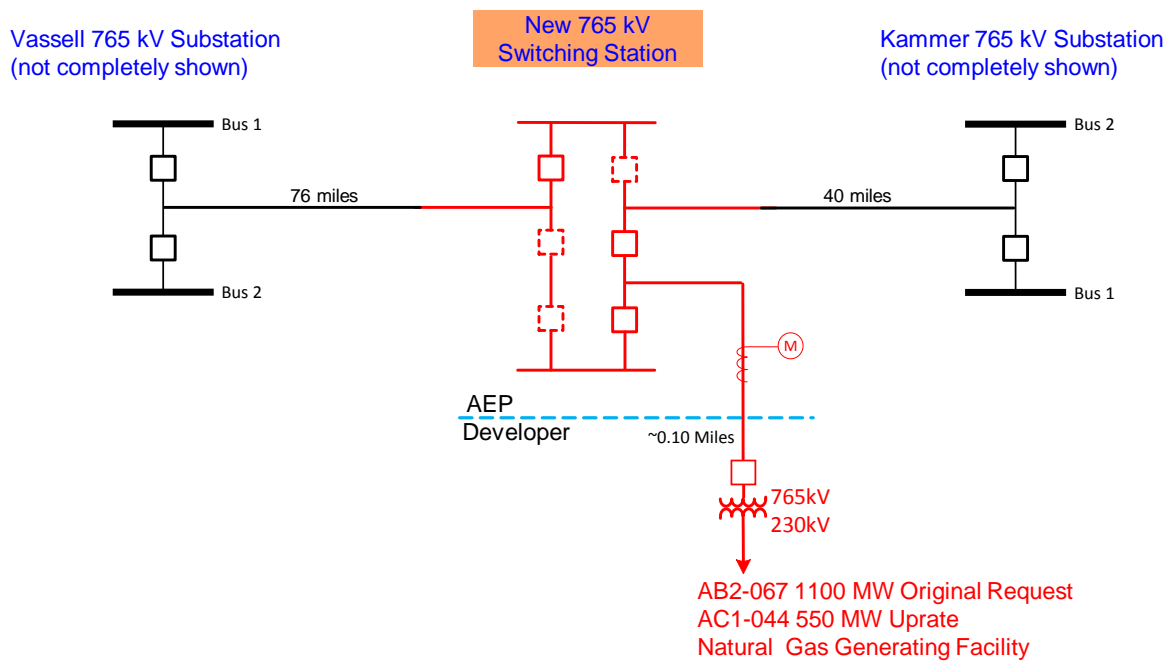 Vassell 765 kV Substation
(not completely shown)
New 765 kV
Switching Station
Kammer 765 kV Substation
(not completely shown)
Bus 1
Bus 2
76 miles
40 miles
Bus 2
Bus 1
M
AEP
Developer
~0.10 Miles
765kV
230kV
AB2-067 1100 MW Original Request
AC1-044 550 MW Uprate
Natural Gas Generating Facility